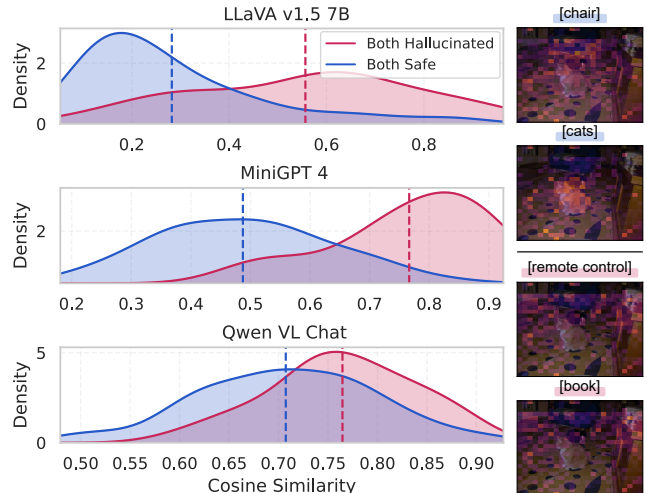 LLaVA v1.5 7B
Both Hallucinated
Both Safe
Density
2
0
0.2 0.4 0.6 0.8
MiniGPT 4
Density
2
0.2 0.3 0.4 0.5 0.6 0.7 0.8 0.9
Qwen VL Chat
Density
5
0
0.50 0.55 0.60 0.65 0.70 0.75 0.80 0.85 0.90
Cosine Similarity
[chair]
[cats]
[remote control]
[book]